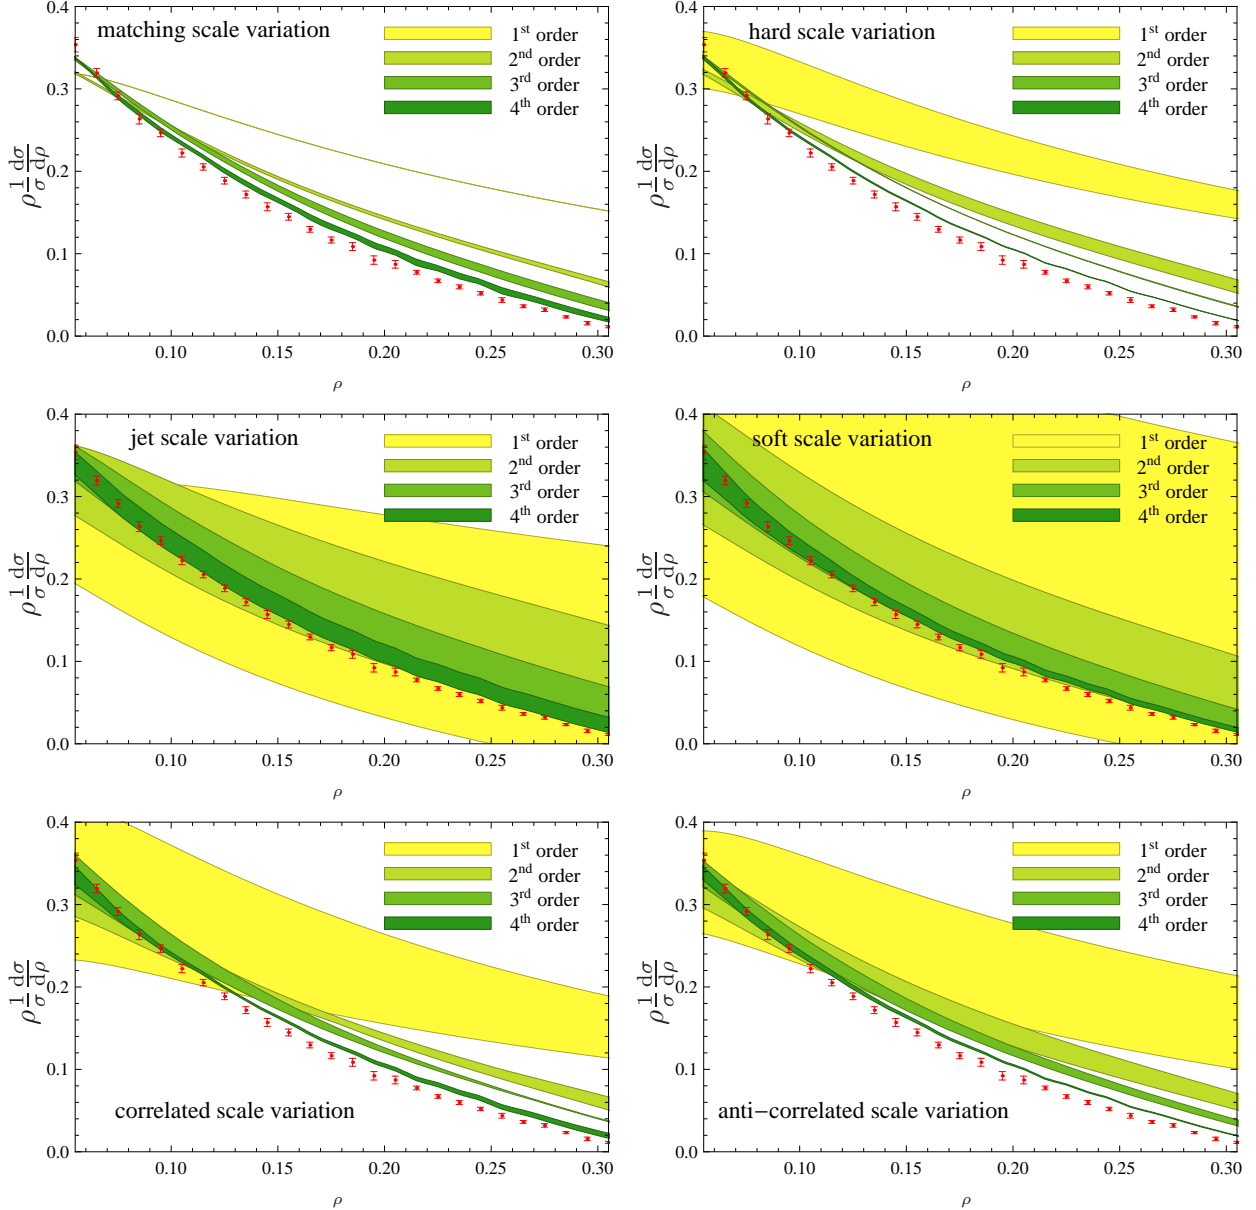 matching scale variation
1st order
2nd order
3rd order
4th order
0.4
0.3
0.2
0.1
0.0
ρ 1/σ dσ/dρ
0.10 0.15 0.20 0.25 0.30
ρ
hard scale variation
1st order
2nd order
3rd order
4th order
0.4
0.3
0.2
0.1
0.0
ρ 1/σ dσ/dρ
0.10 0.15 0.20 0.25 0.30
ρ
jet scale variation
1st order
2nd order
3rd order
4th order
0.4
0.3
0.2
0.1
0.0
ρ 1/σ dσ/dρ
0.10 0.15 0.20 0.25 0.30
ρ
soft scale variation
1st order
2nd order
3rd order
4th order
0.4
0.3
0.2
0.1
0.0
ρ 1/σ dσ/dρ
0.10 0.15 0.20 0.25 0.30
ρ
1st order
2nd order
3rd order
4th order
correlated scale variation
0.4
0.3
0.2
0.1
0.0
ρ 1/σ dσ/dρ
0.10 0.15 0.20 0.25 0.30
ρ
1st order
2nd order
3rd order
4th order
anti−correlated scale variation
0.4
0.3
0.2
0.1
0.0
ρ 1/σ dσ/dρ
0.10 0.15 0.20 0.25 0.30
ρ